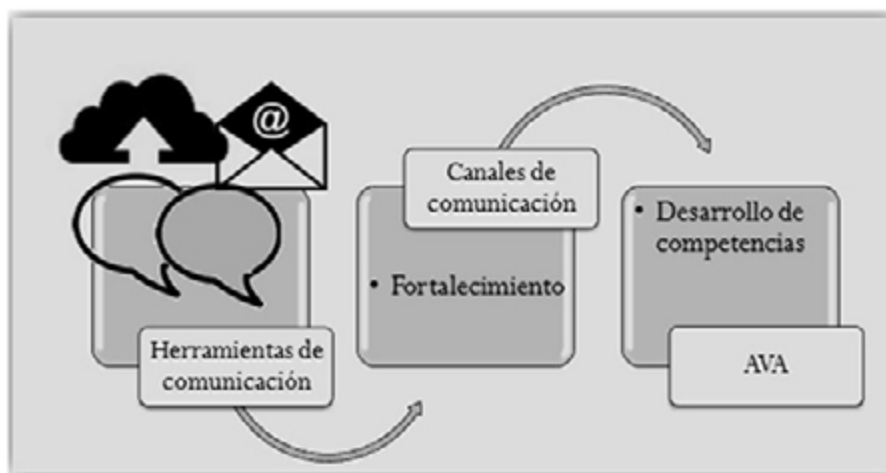 @
Herramientas de
comunicación
Canales de
comunicación
• Fortalecimiento
• Desarrollo de
competencias
AVA